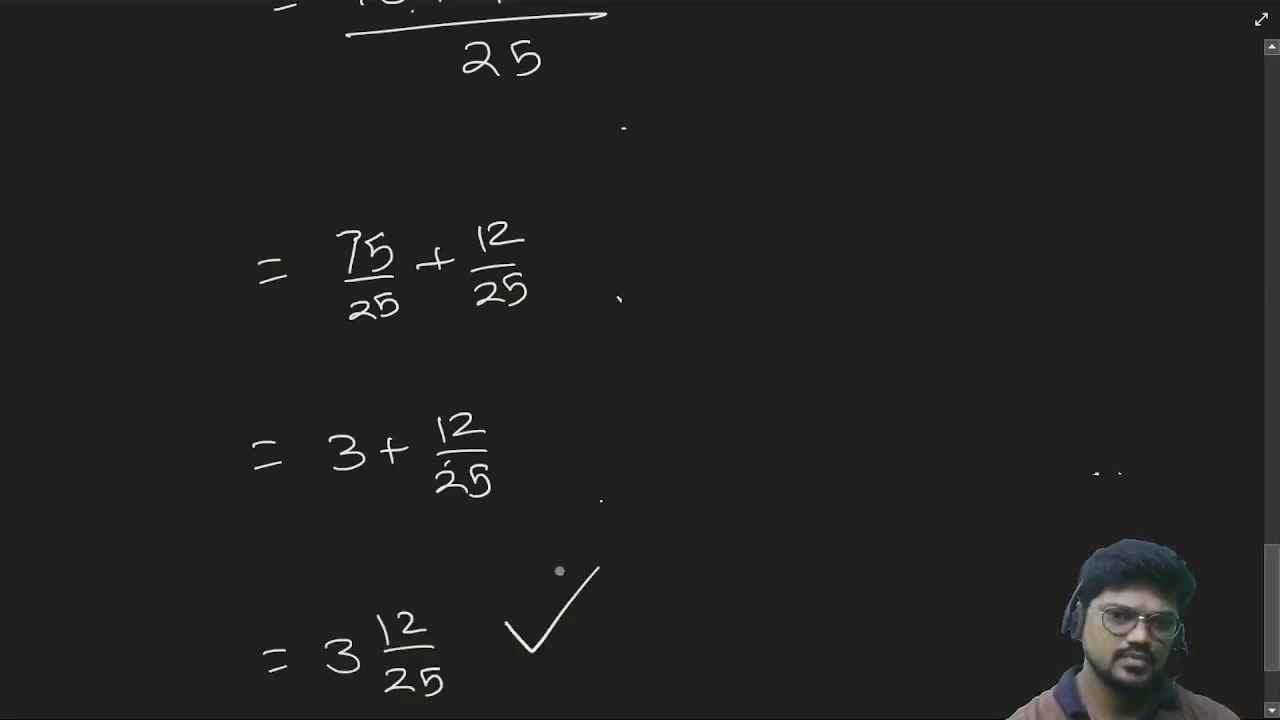 =
25
= 75/25 + 12/25
= 3 + 12/25
= 3 12/25